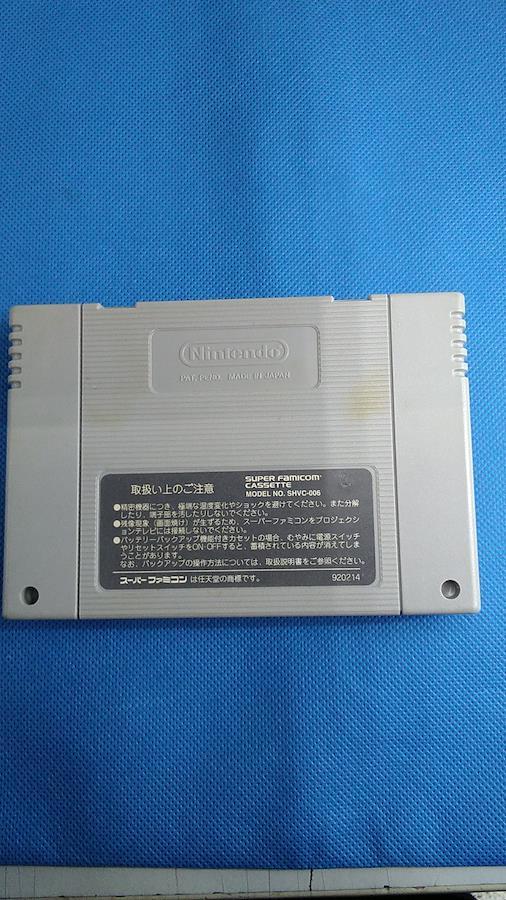 Nintendo
PAT. PEND. MADE IN JAPAN
取扱い上のご注意
SUPER FAMICOM
CASSETTE
MODEL NO. SHVC-006
●精密機器につき、極端な温度変化やショックを避けてください。また分解
したり、端子部を汚したりしないでください。
●残像現象(画面焼け)が生ずるため、スーパーファミコンをプロジェクシ
ョンテレビには接続しないでください。
●バッテリーバックアップ機能付きカセットの場合、むやみに電源スイッチ
やリセットスイッチをON・OFFすると、蓄積されている内容が消えてしま
うことがあります。
なお、バックアップの操作方法については、取扱説明書をご参照ください。
スーパーファミコン は任天堂の商標です。
920214